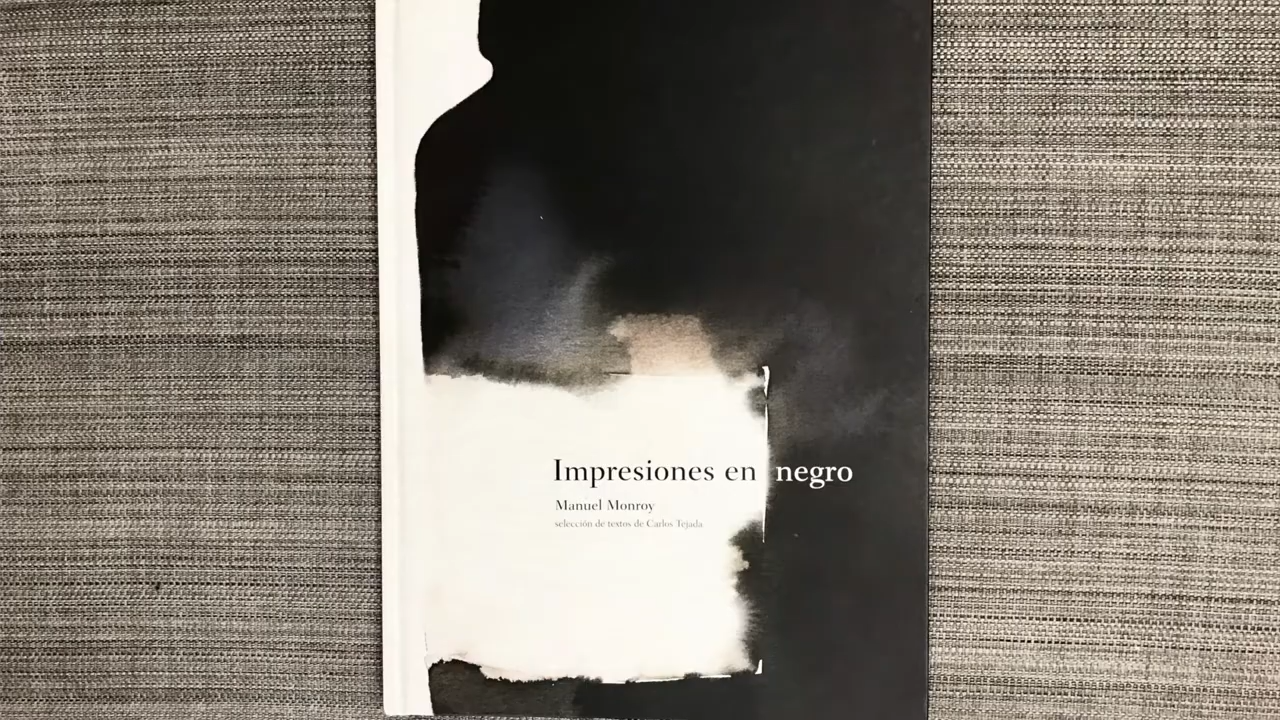 Impresiones en negro
Manuel Monroy
selección de textos de Carlos Tejada